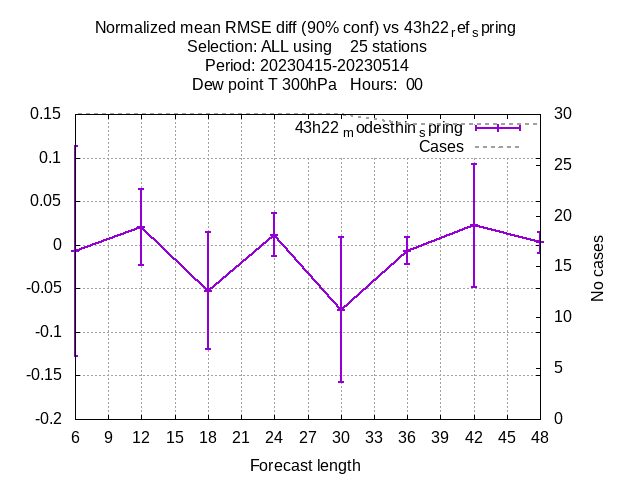 Normalized mean RMSE diff (90% conf) vs 43h22refspring
Selection: ALL using 25 stations
Period: 20230415-20230514
Dew point T 300hPa Hours: 00
43h22modesthinspring
Cases
0.15
0.1
0.05
0
-0.05
-0.1
-0.15
-0.2
30
25
20
15
10
5
0
No cases
6 9 12 15 18 21 24 27 30 33 36 39 42 45 48
Forecast length